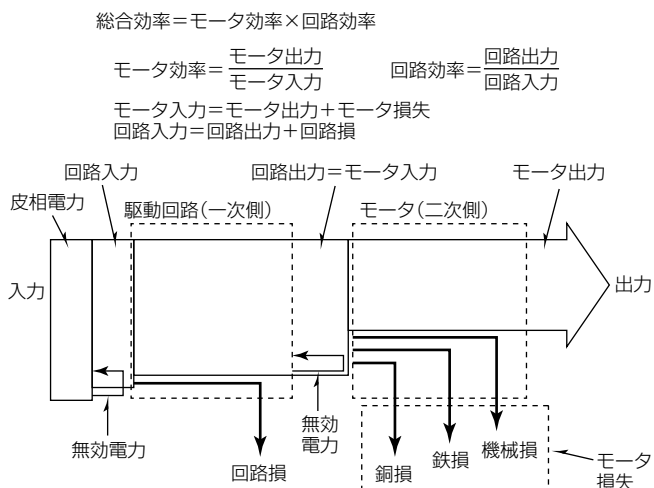 総合効率＝モータ効率×回路効率
モータ効率＝モータ出力/モータ入力
回路効率＝回路出力/回路入力
モータ入力＝モータ出力＋モータ損失
回路入力＝回路出力＋回路損
回路入力
回路出力＝モータ入力
モータ出力
皮相電力
駆動回路(一次側)
モータ(二次側)
入力
出力
無効電力
無効
電力
回路損
銅損
鉄損
機械損
モータ
損失